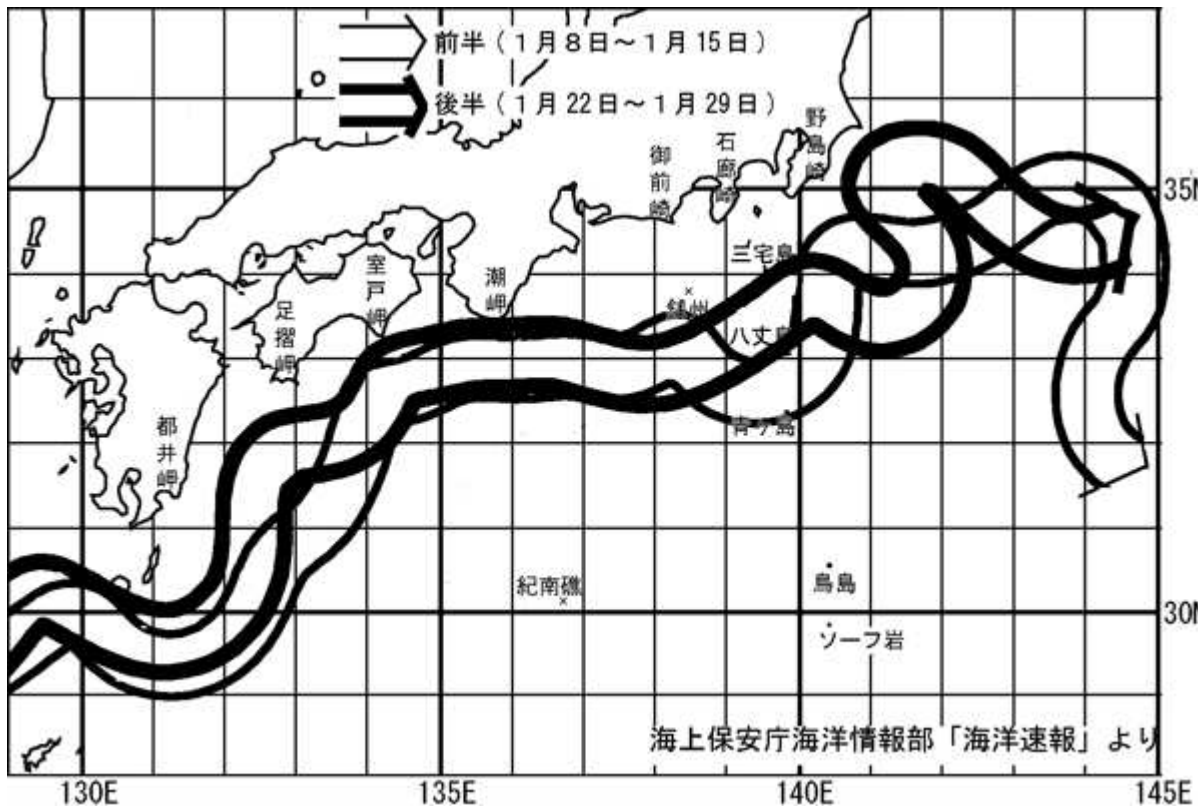 前半(1月8日～1月15日)
後半(1月22日～1月29日)
野島崎
石廊崎
御前崎
35N
三宅島
室戸岬
潮岬
足摺岬
銭州
八丈島
青ヶ島
都井岬
紀南礁
鳥島
30N
ソーフ岩
海上保安庁海洋情報部「海洋速報」より
130E
135E
140E
145E